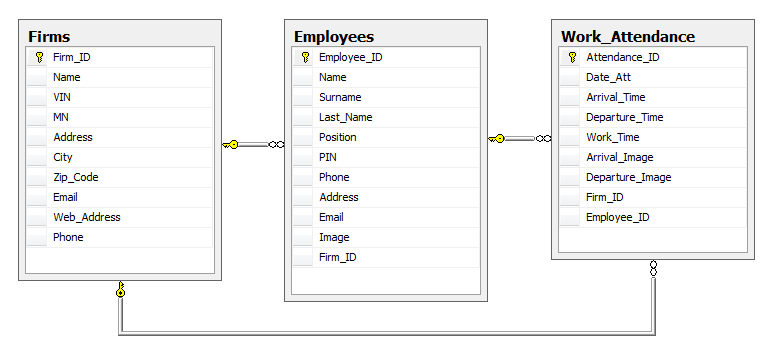 Firms
Firm_ID
Name
VIN
MN
Address
City
Zip_Code
Email
Web_Address
Phone
Employees
Employee_ID
Name
Surname
Last_Name
Position
PIN
Phone
Address
Email
Image
Firm_ID
Work_Attendance
Attendance_ID
Date_Att
Arrival_Time
Departure_Time
Work_Time
Arrival_Image
Departure_Image
Firm_ID
Employee_ID